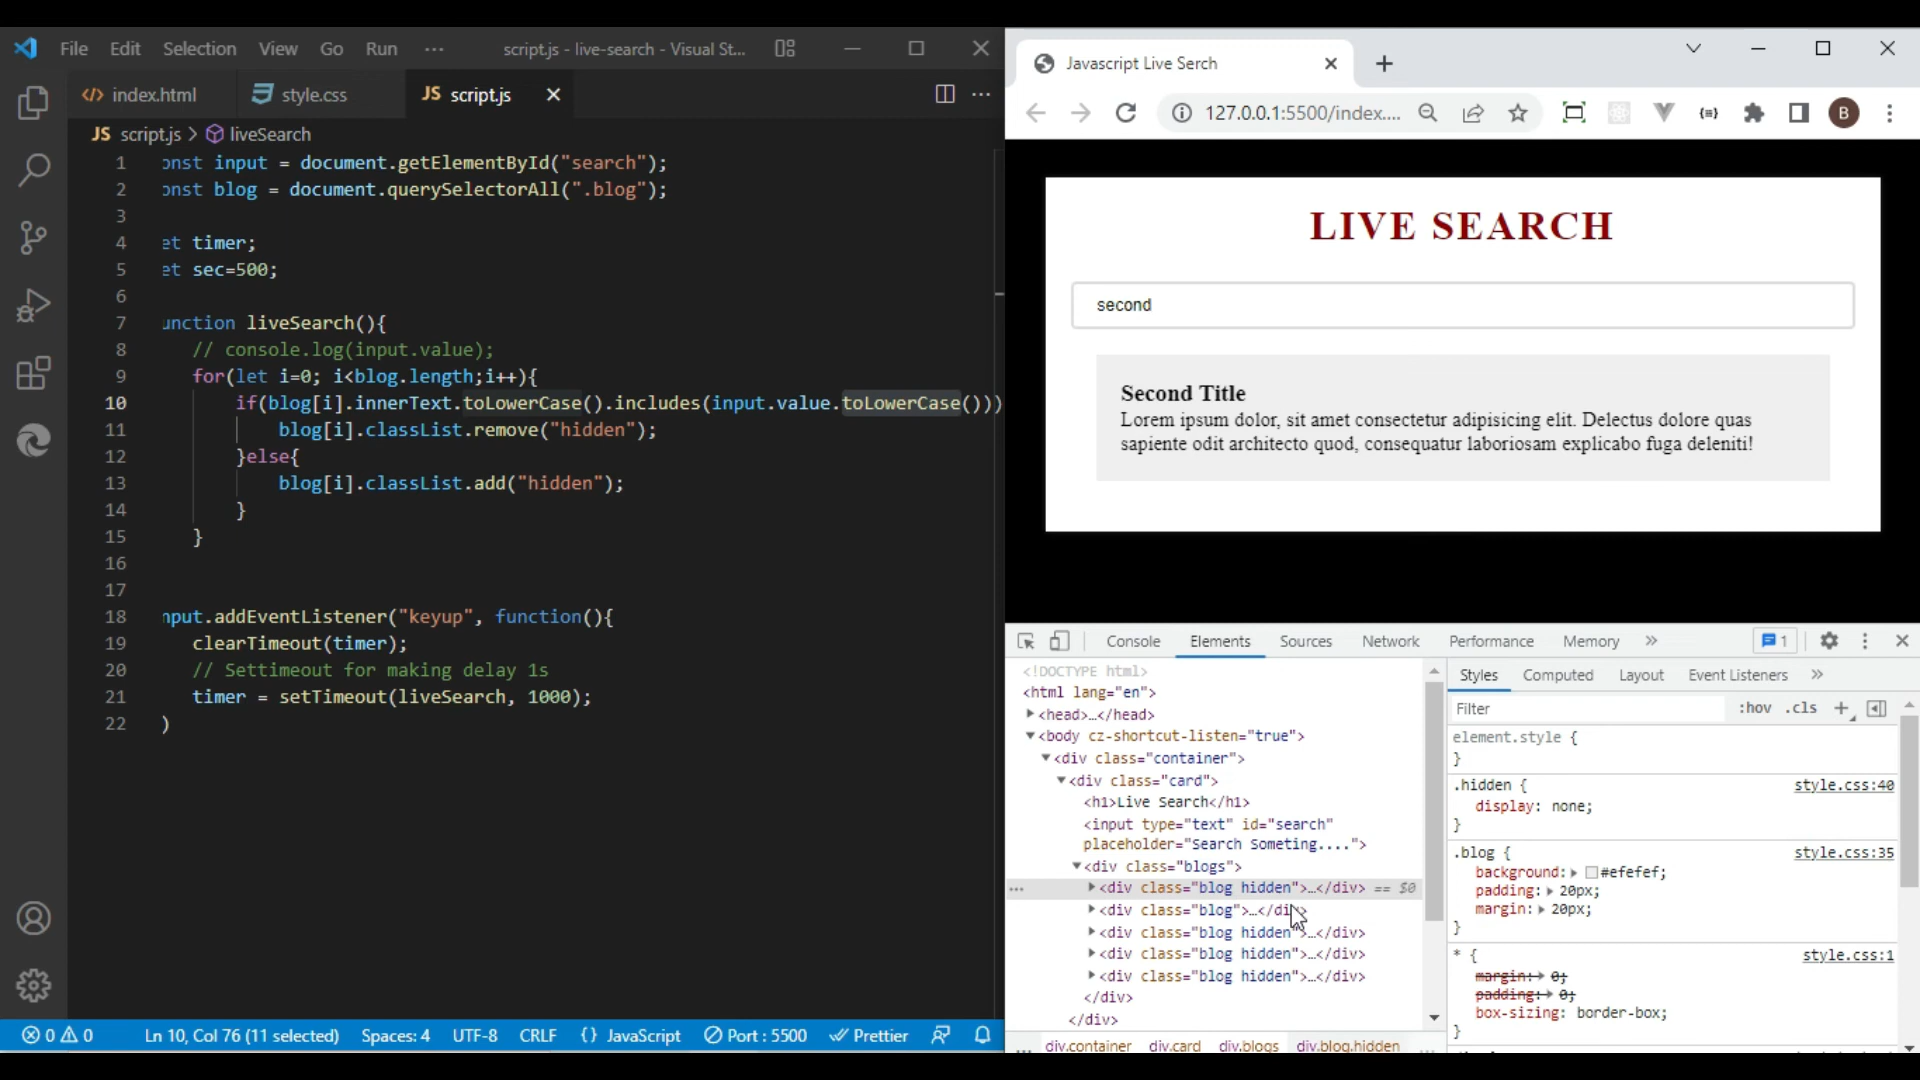 File Edit Selection View Go Run ··· script.js - live-search - Visual St...
index.html style.css JS script.js
JS script.js > liveSearch
1 onst input = document.getElementById("search");
2 onst blog = document.querySelectorAll(".blog");
3
4 et timer;
5 et sec=500;
6
7 unction liveSearch(){
8 // console.log(input.value);
9 for(let i=0; i<blog.length;i++){
10 if(blog[i].innerText.toLowerCase().includes(input.value.toLowerCase()))
11 blog[i].classList.remove("hidden");
12 }else{
13 blog[i].classList.add("hidden");
14 }
15 }
16
17
18 nput.addEventListener("keyup", function(){
19 clearTimeout(timer);
20 // Settimeout for making delay 1s
21 timer = setTimeout(liveSearch, 1000);
22 )
0 0 Ln 10, Col 76 (11 selected) Spaces: 4 UTF-8 CRLF {} JavaScript Port : 5500 Prettier
Javascript Live Serch
127.0.0.1:5500/index.... B
LIVE SEARCH
second
Second Title
Lorem ipsum dolor, sit amet consectetur adipisicing elit. Delectus dolore quas
sapiente odit architecto quod, consequatur laboriosam explicabo fuga deleniti!
Console Elements Sources Network Performance Memory » 1
<!DOCTYPE html>
<html lang="en">
<head>…</head>
<body cz-shortcut-listen="true">
<div class="container">
<div class="card">
<h1>Live Search</h1>
<input type="text" id="search"
placeholder="Search Someting....">
<div class="blogs">
··· <div class="blog hidden">…</div> == $0
<div class="blog">…</div>
<div class="blog hidden">…</div>
<div class="blog hidden">…</div>
<div class="blog hidden">…</div>
</div>
</div>
... div.container div.card div.blogs div.blog.hidden ...
Styles Computed Layout Event Listeners »
Filter :hov .cls +
element.style {
}
.hidden { style.css:40
display: none;
}
.blog { style.css:35
background: #efefef;
padding: 20px;
margin: 20px;
}
* { style.css:1
margin: 0;
padding: 0;
box-sizing: border-box;
}